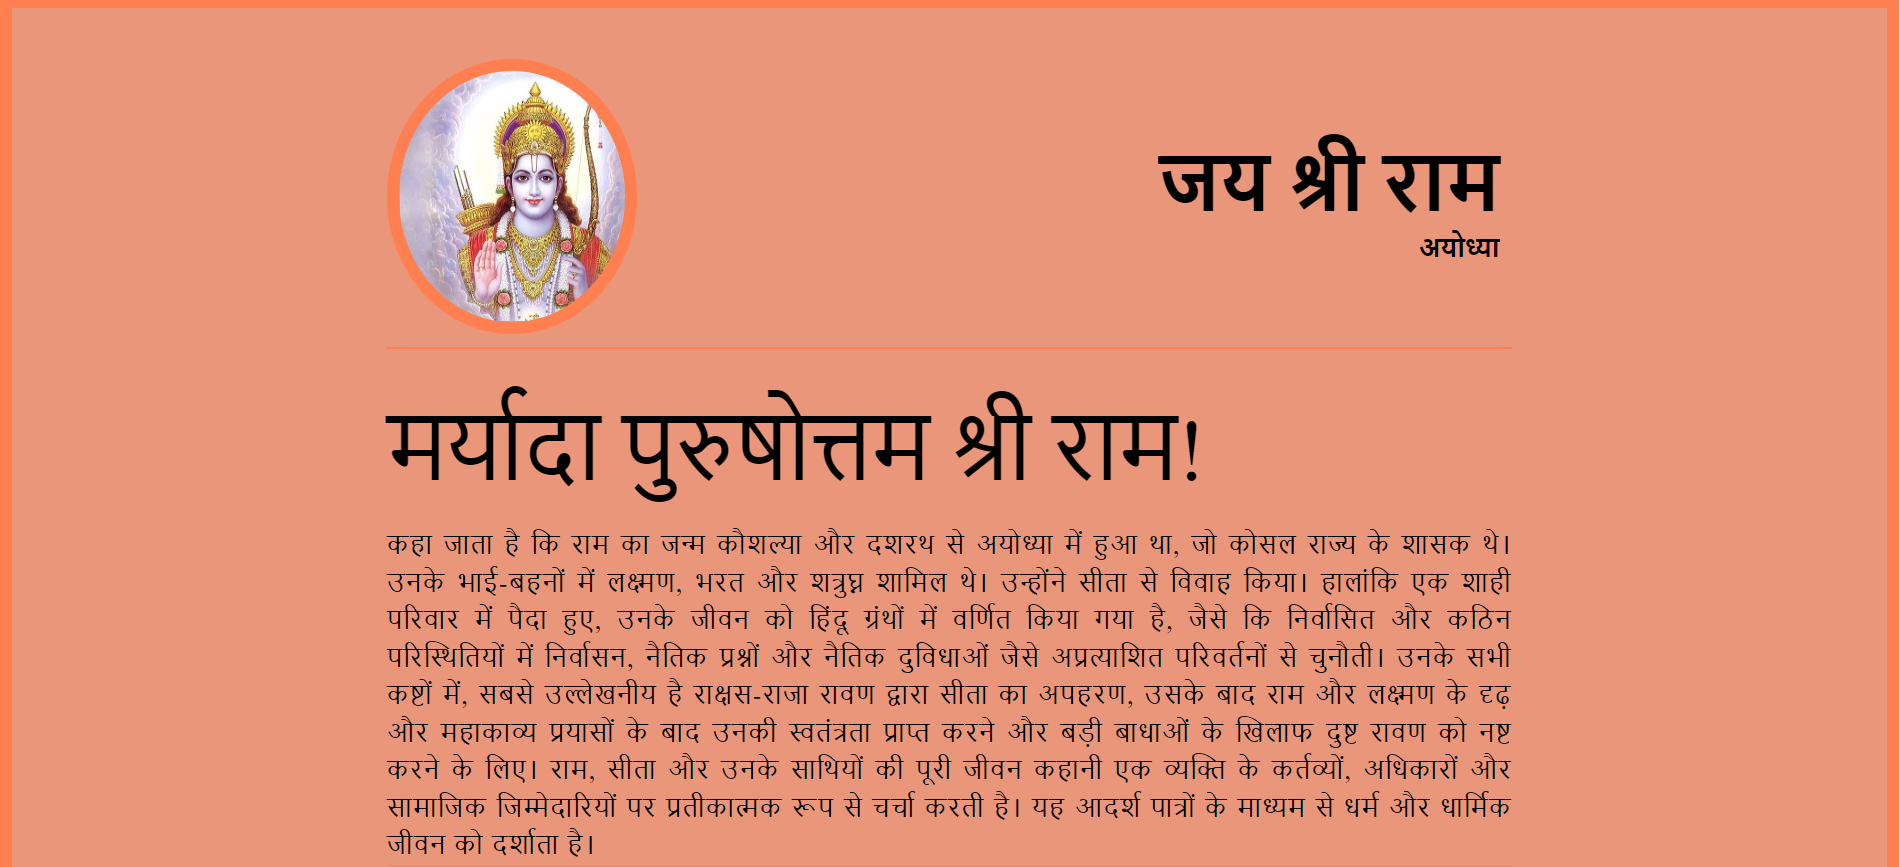 जय श्री राम
अयोध्या
मर्यादा पुरुषोत्तम श्री राम!
कहा जाता है कि राम का जन्म कौशल्या और दशरथ से अयोध्या में हुआ था, जो कोसल राज्य के शासक थे।
उनके भाई-बहनों में लक्ष्मण, भरत और शत्रुघ्न शामिल थे। उन्होंने सीता से विवाह किया। हालांकि एक शाही
परिवार में पैदा हुए, उनके जीवन को हिंदू ग्रंथों में वर्णित किया गया है, जैसे कि निर्वासित और कठिन
परिस्थितियों में निर्वासन, नैतिक प्रश्नों और नैतिक दुविधाओं जैसे अप्रत्याशित परिवर्तनों से चुनौती। उनके सभी
कष्टों में, सबसे उल्लेखनीय है राक्षस-राजा रावण द्वारा सीता का अपहरण, उसके बाद राम और लक्ष्मण के दृढ़
और महाकाव्य प्रयासों के बाद उनकी स्वतंत्रता प्राप्त करने और बड़ी बाधाओं के खिलाफ दुष्ट रावण को नष्ट
करने के लिए। राम, सीता और उनके साथियों की पूरी जीवन कहानी एक व्यक्ति के कर्तव्यों, अधिकारों और
सामाजिक जिम्मेदारियों पर प्रतीकात्मक रूप से चर्चा करती है। यह आदर्श पात्रों के माध्यम से धर्म और धार्मिक
जीवन को दर्शाता है।